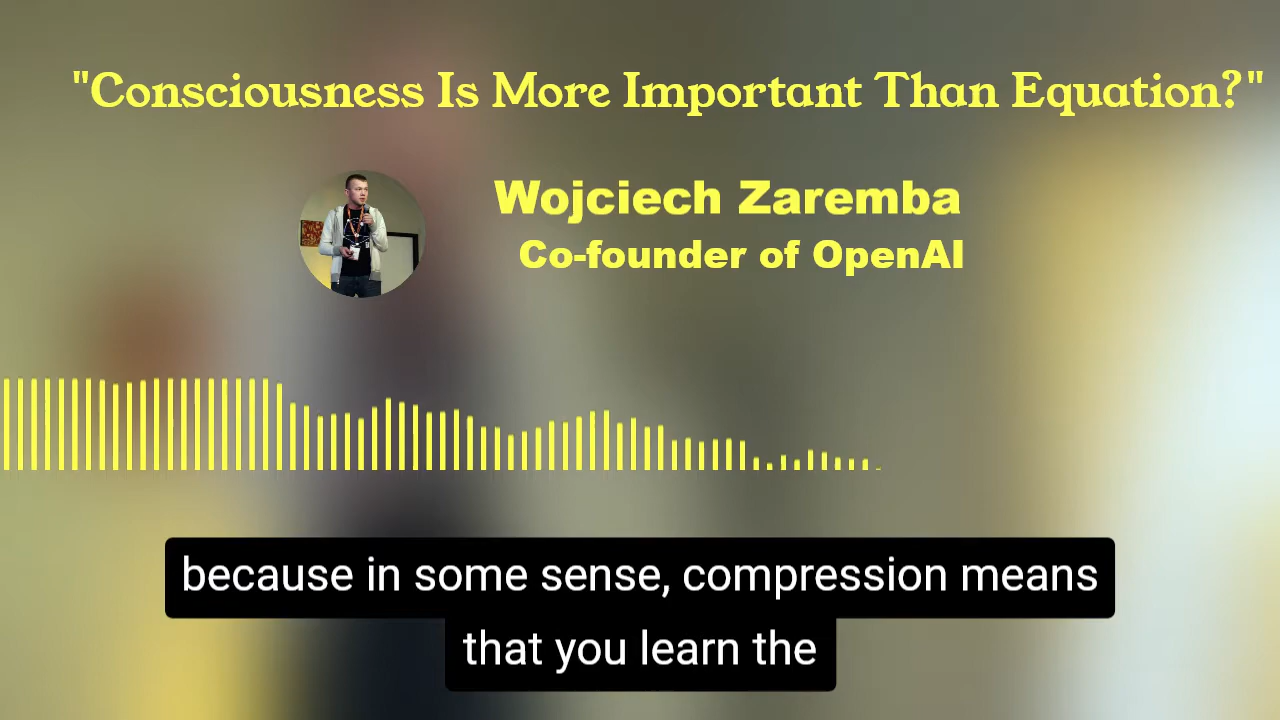 "Consciousness Is More Important Than Equation?"
Wojciech Zaremba
Co-founder of OpenAI
because in some sense, compression means
that you learn the